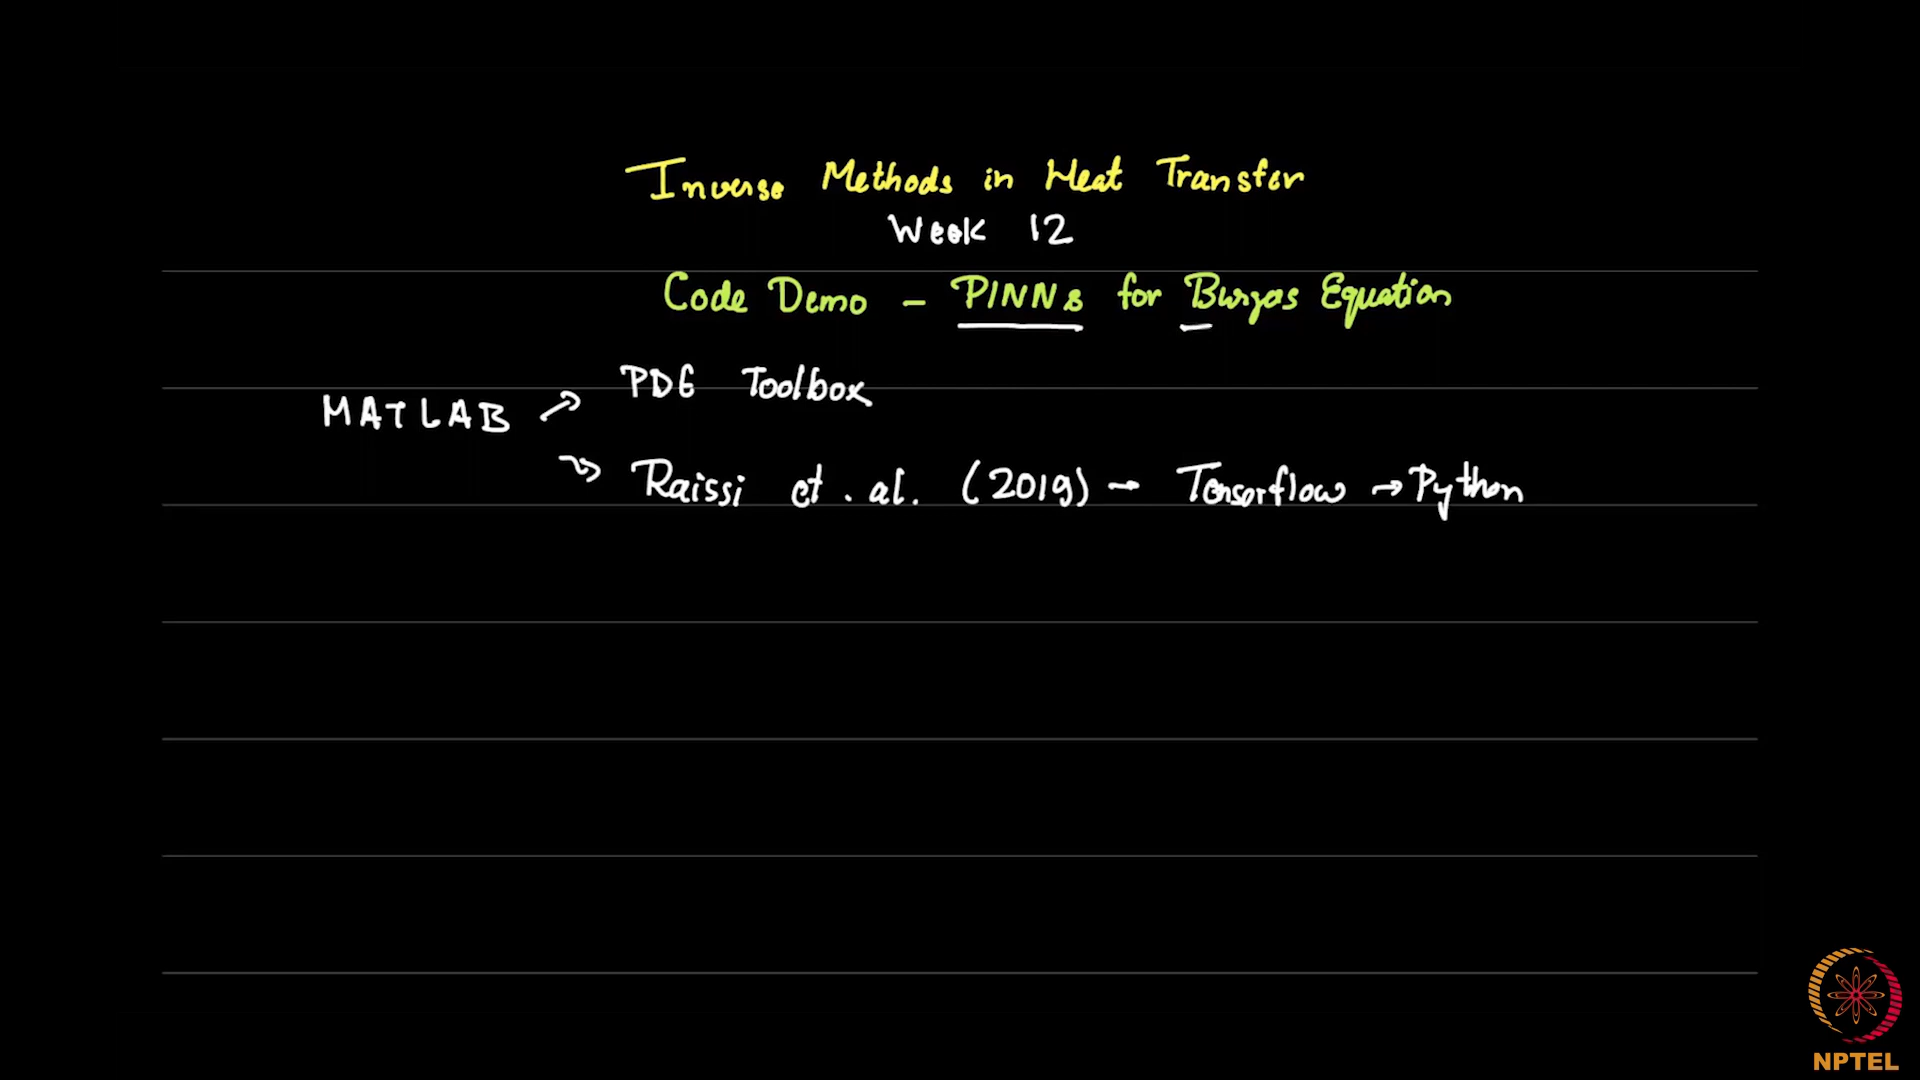 Inverse Methods in Heat Transfer
Week 12
Code Demo - PINNs for Burgers Equation
PDE Toolbox
MATLAB ↗
↘ Raissi et. al. (2019) - Tensorflow → Python
NPTEL